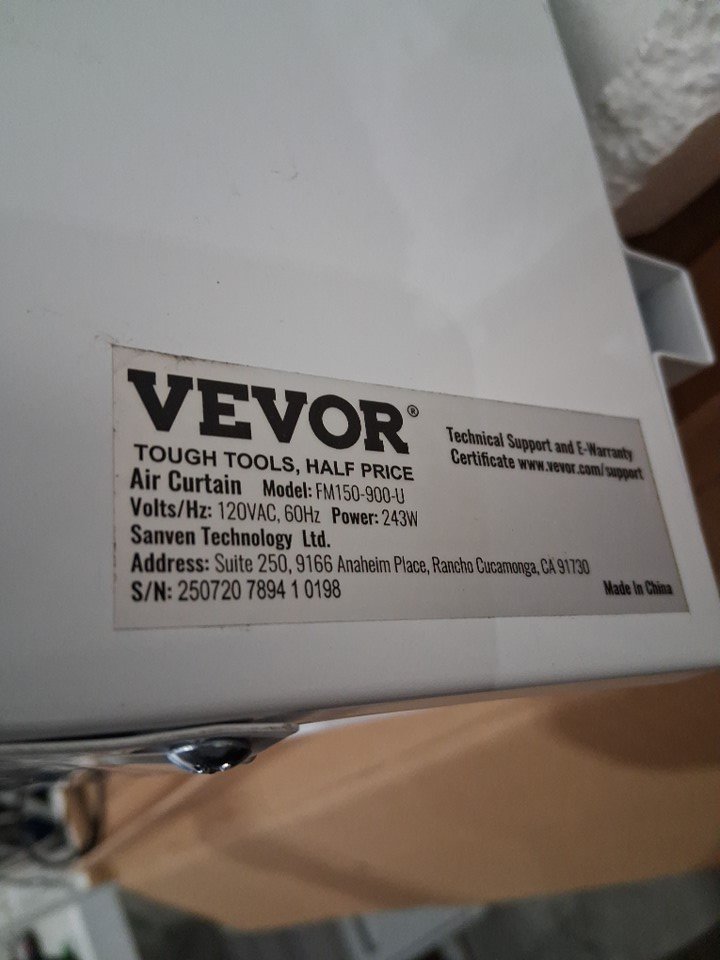 VEVOR®
TOUGH TOOLS, HALF PRICE
Technical Support and E-Warranty
Certificate www.vevor.com/support
Air Curtain Model: FM150-900-U
Volts/Hz: 120VAC, 60Hz Power: 243W
Sanven Technology Ltd.
Address: Suite 250, 9166 Anaheim Place, Rancho Cucamonga, CA 91730
S/N: 250720 7894 1 0198
Made In China